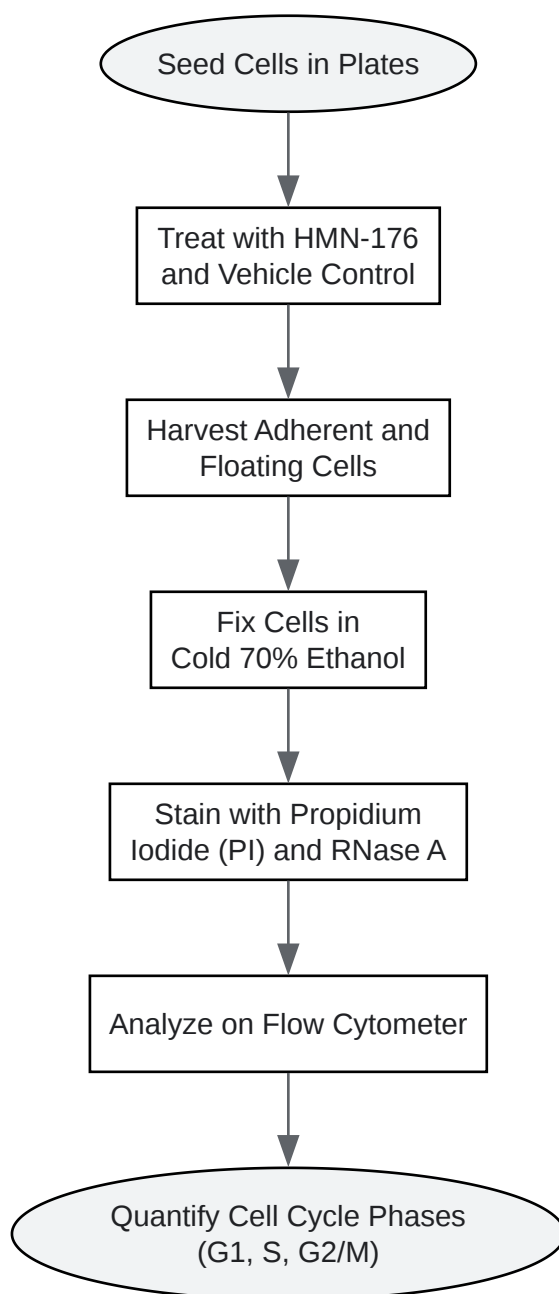 Seed Cells in Plates
Treat with HMN-176
and Vehicle Control
Harvest Adherent and
Floating Cells
Fix Cells in
Cold 70% Ethanol
Stain with Propidium
Iodide (PI) and RNase A
Analyze on Flow Cytometer
Quantify Cell Cycle Phases
(G1, S, G2/M)